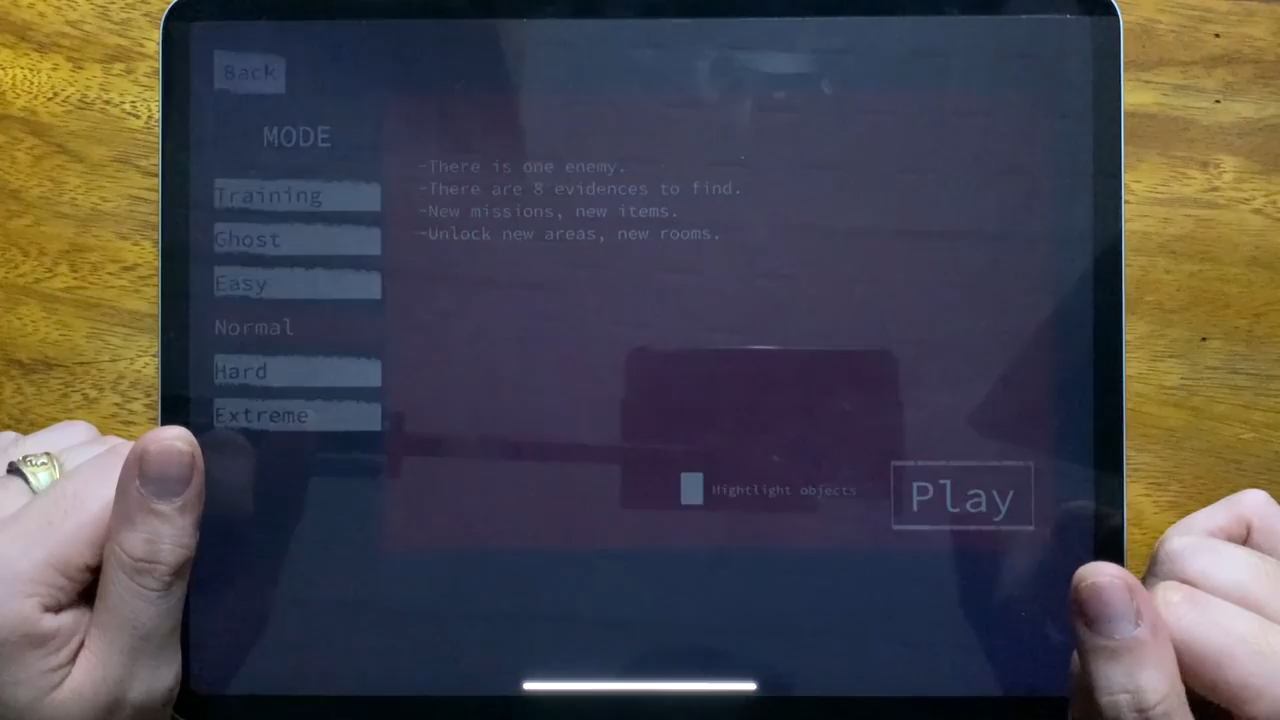 Back
MODE
Training
Ghost
Easy
Normal
Hard
Extreme
-There is one enemy.
-There are 8 evidences to find.
-New missions, new items.
-Unlock new areas, new rooms.
Hightlight objects
Play